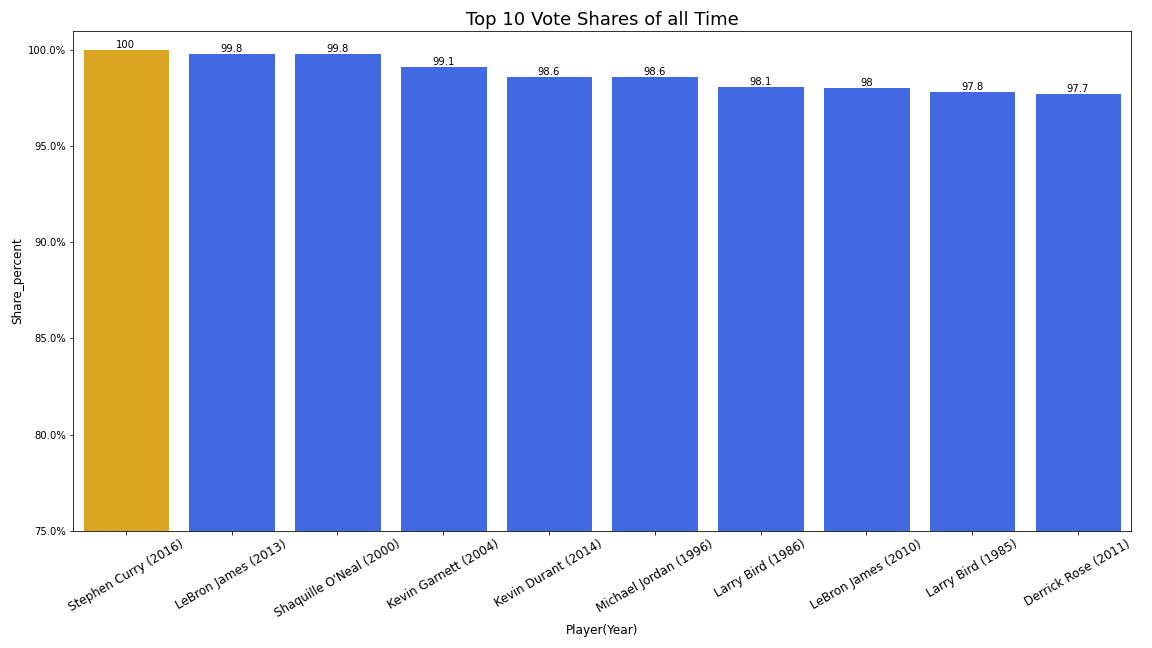 Top 10 Vote Shares of all Time
100
99.8
99.8
99.1
98.6
98.6
98.1
98
97.8
97.7
100.0%
95.0%
90.0%
85.0%
80.0%
75.0%
Share_percent
Stephen Curry (2016)
LeBron James (2013)
Shaquille O'Neal (2000)
Kevin Garnett (2004)
Kevin Durant (2014)
Michael Jordan (1996)
Larry Bird (1986)
LeBron James (2010)
Larry Bird (1985)
Derrick Rose (2011)
Player(Year)